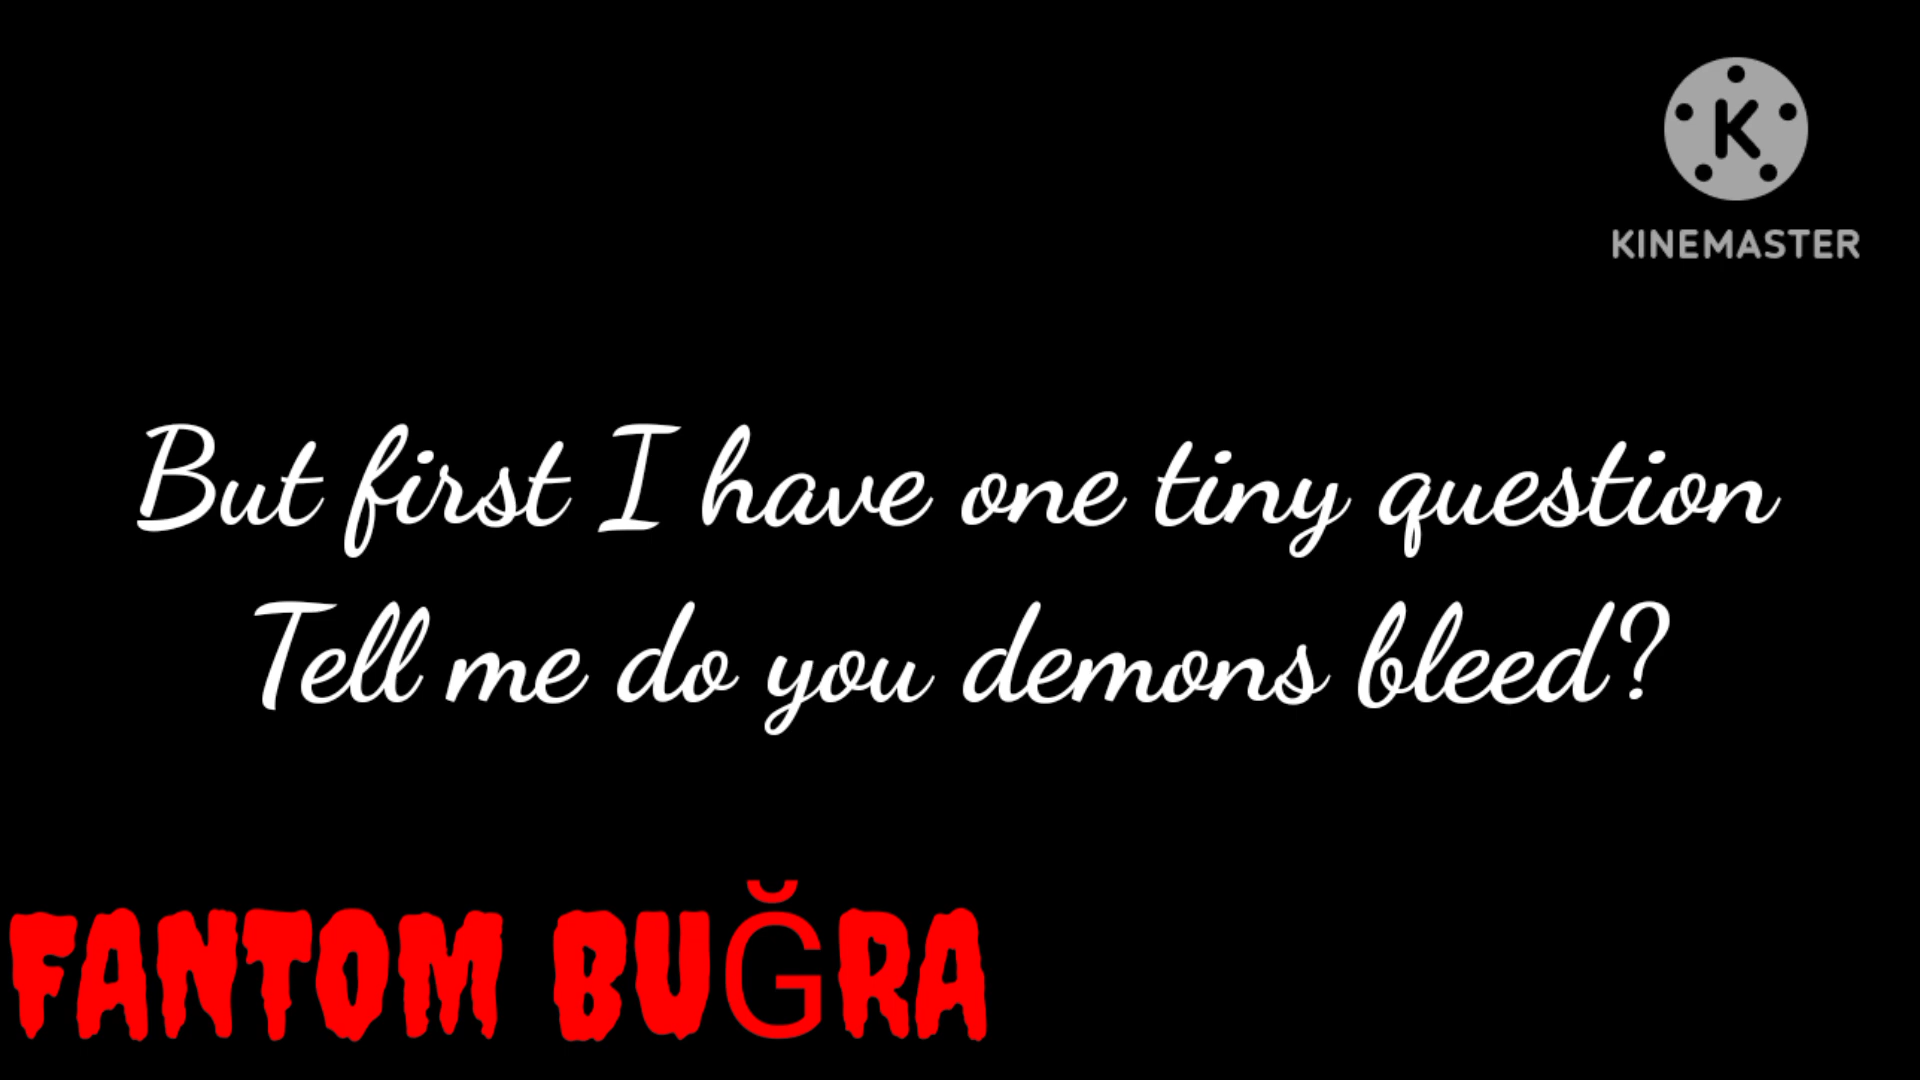 K
KINEMASTER
But first I have one tiny question
Tell me do you demons bleed?
FANTOM BUĞRA